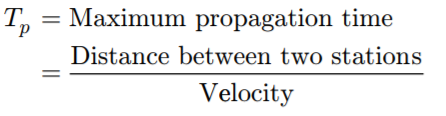 T_p = Maximum propagation time
= Distance between two stations / Velocity